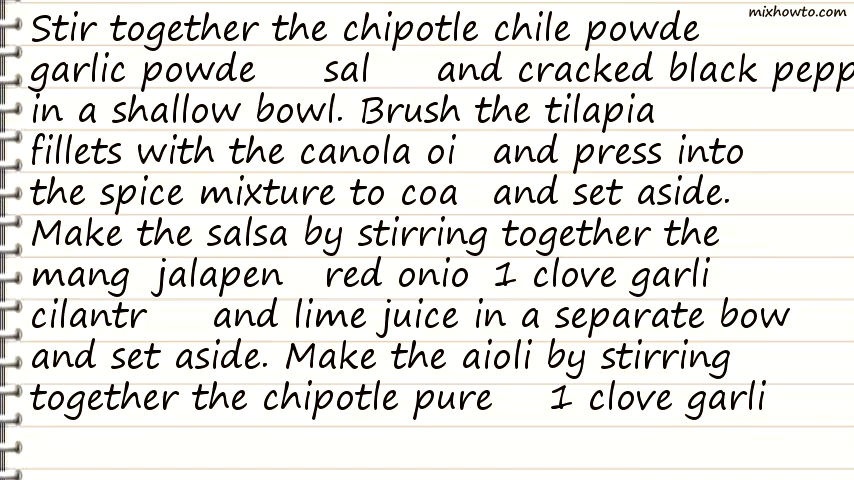 mixhowto.com
Stir together the chipotle chile powde
garlic powde sal and cracked black pepp
in a shallow bowl. Brush the tilapia
fillets with the canola oi and press into
the spice mixture to coa and set aside.
Make the salsa by stirring together the
mang jalapen red onio 1 clove garli
cilantr and lime juice in a separate bow
and set aside. Make the aioli by stirring
together the chipotle pure 1 clove garli